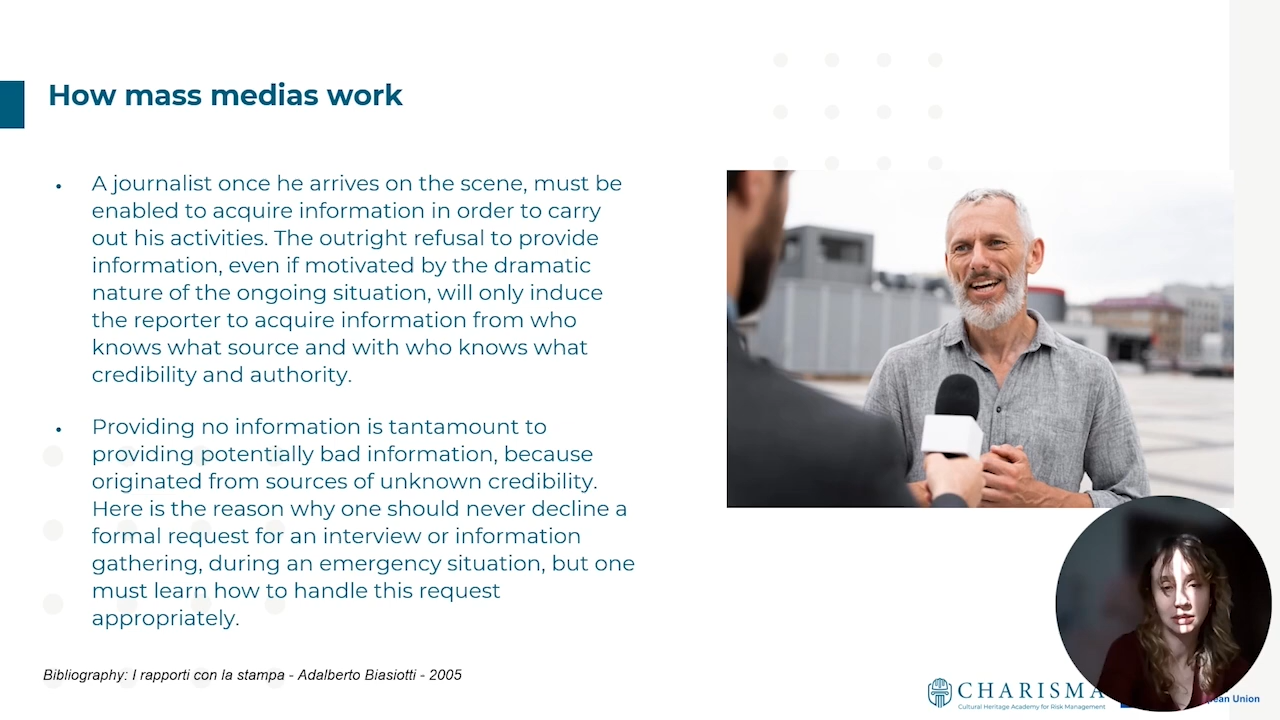 How mass medias work
• A journalist once he arrives on the scene, must be
enabled to acquire information in order to carry
out his activities. The outright refusal to provide
information, even if motivated by the dramatic
nature of the ongoing situation, will only induce
the reporter to acquire information from who
knows what source and with who knows what
credibility and authority.
• Providing no information is tantamount to
providing potentially bad information, because
originated from sources of unknown credibility.
Here is the reason why one should never decline a
formal request for an interview or information
gathering, during an emergency situation, but one
must learn how to handle this request
appropriately.
Bibliography: I rapporti con la stampa - Adalberto Biasiotti - 2005
CHARISMA
Cultural Heritage Academy for Risk Management
Union